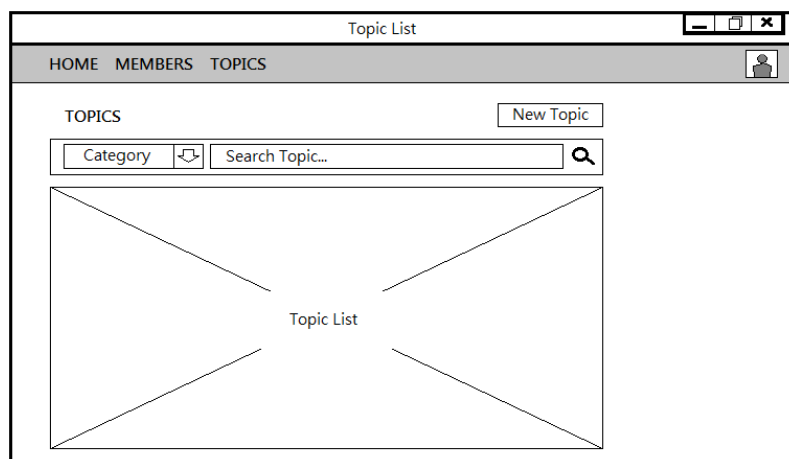 Topic List
HOME MEMBERS TOPICS
TOPICS
New Topic
Category
Search Topic...
Topic List